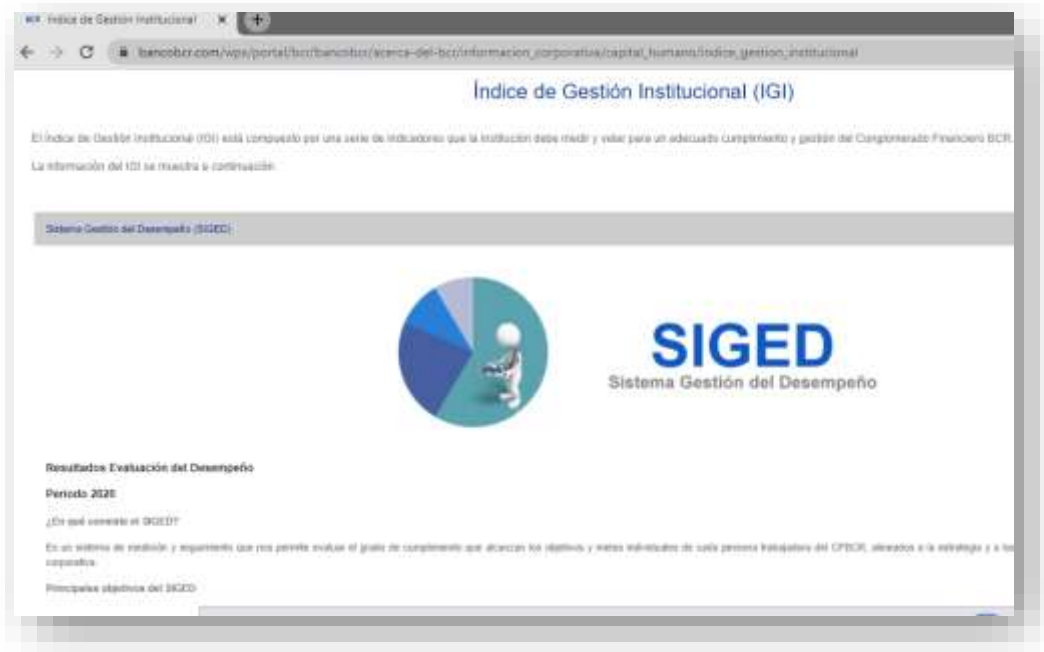 Índice de Gestión Institucional
bancobcr.com/wps/portal/bcr/bancobcr/acerca-del-bcr/informacion_corporativa/capital_humano/indice_gestion_institucional
Índice de Gestión Institucional (IGI)
El Índice de Gestión Institucional (IGI) está compuesto por una serie de indicadores que la institución debe medir y velar para un adecuado cumplimiento y gestión del Conglomerado Financiero BCR.
La información del IGI se muestra a continuación
Sistema Gestión del Desempeño (SIGED)
SIGED
Sistema Gestión del Desempeño
Resultados Evaluación del Desempeño
Periodo 2020
¿En qué consiste el SIGED?
Es un sistema de medición y seguimiento que nos permite evaluar el grado de cumplimiento que alcanzan los objetivos y metas individuales de cada persona trabajadora del CFBCR, alineados a la estrategia y a
corporativa.
Principales objetivos del SIGED